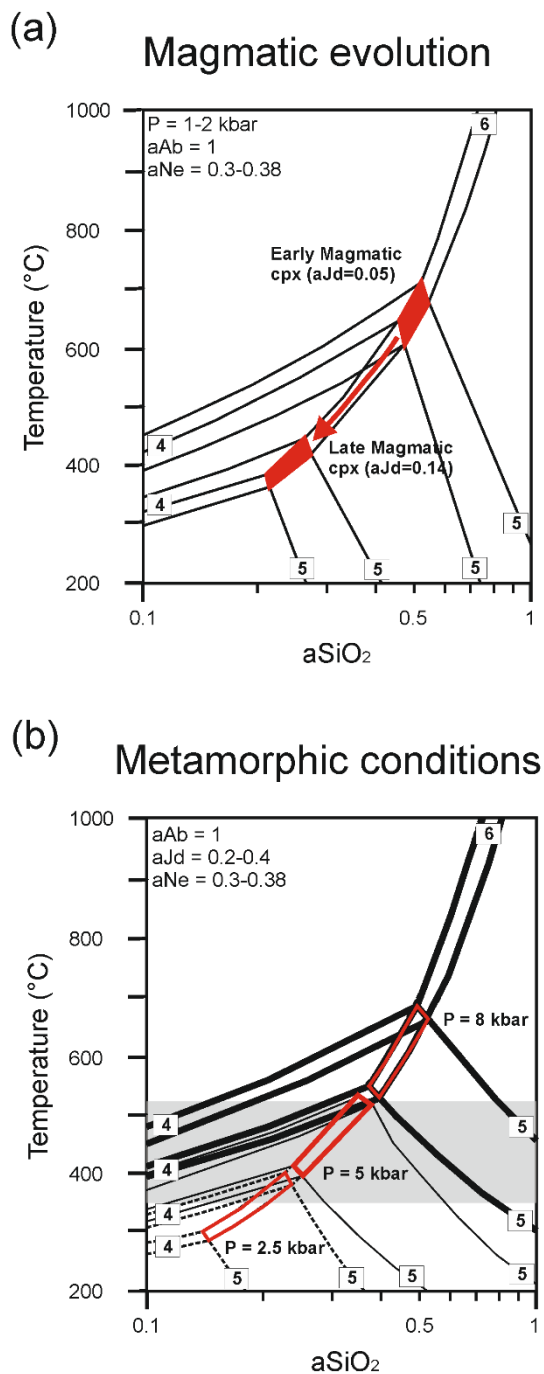 (a)
Magmatic evolution
1000
P = 1-2 kbar
aAb = 1
aNe = 0.3-0.38
6
800
Early Magmatic
cpx (aJd=0.05)
Temperature (°C)
600
4
400
4
Late Magmatic
cpx (aJd=0.14)
5
5
5
5
200
0.1
0.5
1
aSiO₂
(b)
Metamorphic conditions
1000
aAb = 1
aJd = 0.2-0.4
aNe = 0.3-0.38
6
800
P = 8 kbar
Temperature (°C)
600
4
4
5
400
P = 5 kbar
4
4
P = 2.5 kbar
5
5
5
5
200
0.1
0.5
1
aSiO₂